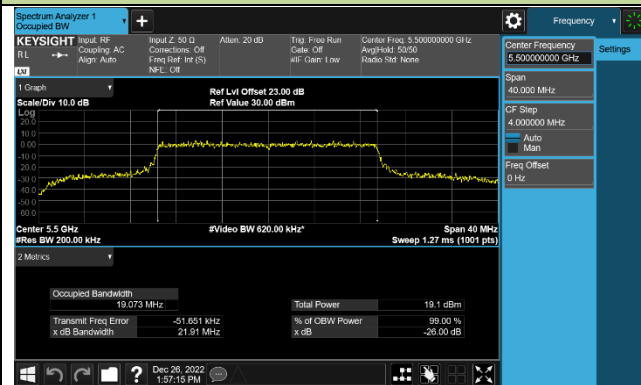 Spectrum Analyzer 1
Occupied BW
Frequency
KEYSIGHT
RL
LXI
Input: RF
Coupling: AC
Align: Auto
Input Z: 50 Ω
Corrections: Off
Freq Ref: Int (S)
NFE: Off
Atten: 20 dB
Trig: Free Run
Gate: Off
#IF Gain: Low
Center Freq: 5.500000000 GHz
Avg|Hold: 50/50
Radio Std: None
Center Frequency
5.500000000 GHz
Settings
Span
40.000 MHz
CF Step
4.000000 MHz
Auto
Man
Freq Offset
0 Hz
1 Graph
Scale/Div 10.0 dB
Ref Lvl Offset 23.00 dB
Ref Value 30.00 dBm
Log
20.0
10.0
0.00
-10.0
-20.0
-30.0
-40.0
-50.0
-60.0
Center 5.5 GHz
#Res BW 200.00 kHz
#Video BW 620.00 kHz*
Span 40 MHz
Sweep 1.27 ms (1001 pts)
2 Metrics
Occupied Bandwidth
19.073 MHz
Total Power 19.1 dBm
Transmit Freq Error -51.651 kHz
% of OBW Power 99.00 %
x dB Bandwidth 21.91 MHz
x dB -26.00 dB
Dec 26, 2022
1:57:15 PM